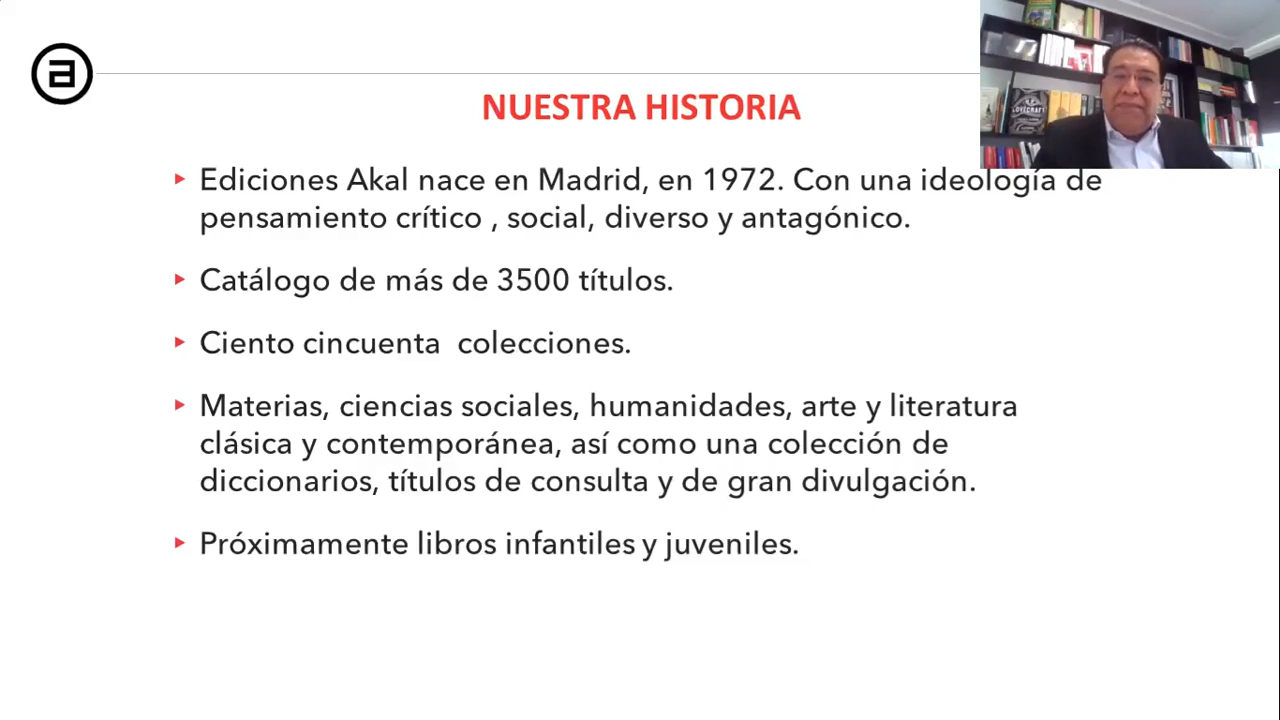 a
NUESTRA HISTORIA
LOVECRAFT
Ediciones Akal nace en Madrid, en 1972. Con una ideología de
pensamiento crítico , social, diverso y antagónico.
Catálogo de más de 3500 títulos.
Ciento cincuenta  colecciones.
Materias, ciencias sociales, humanidades, arte y literatura
clásica y contemporánea, así como una colección de
diccionarios, títulos de consulta y de gran divulgación.
Próximamente libros infantiles y juveniles.